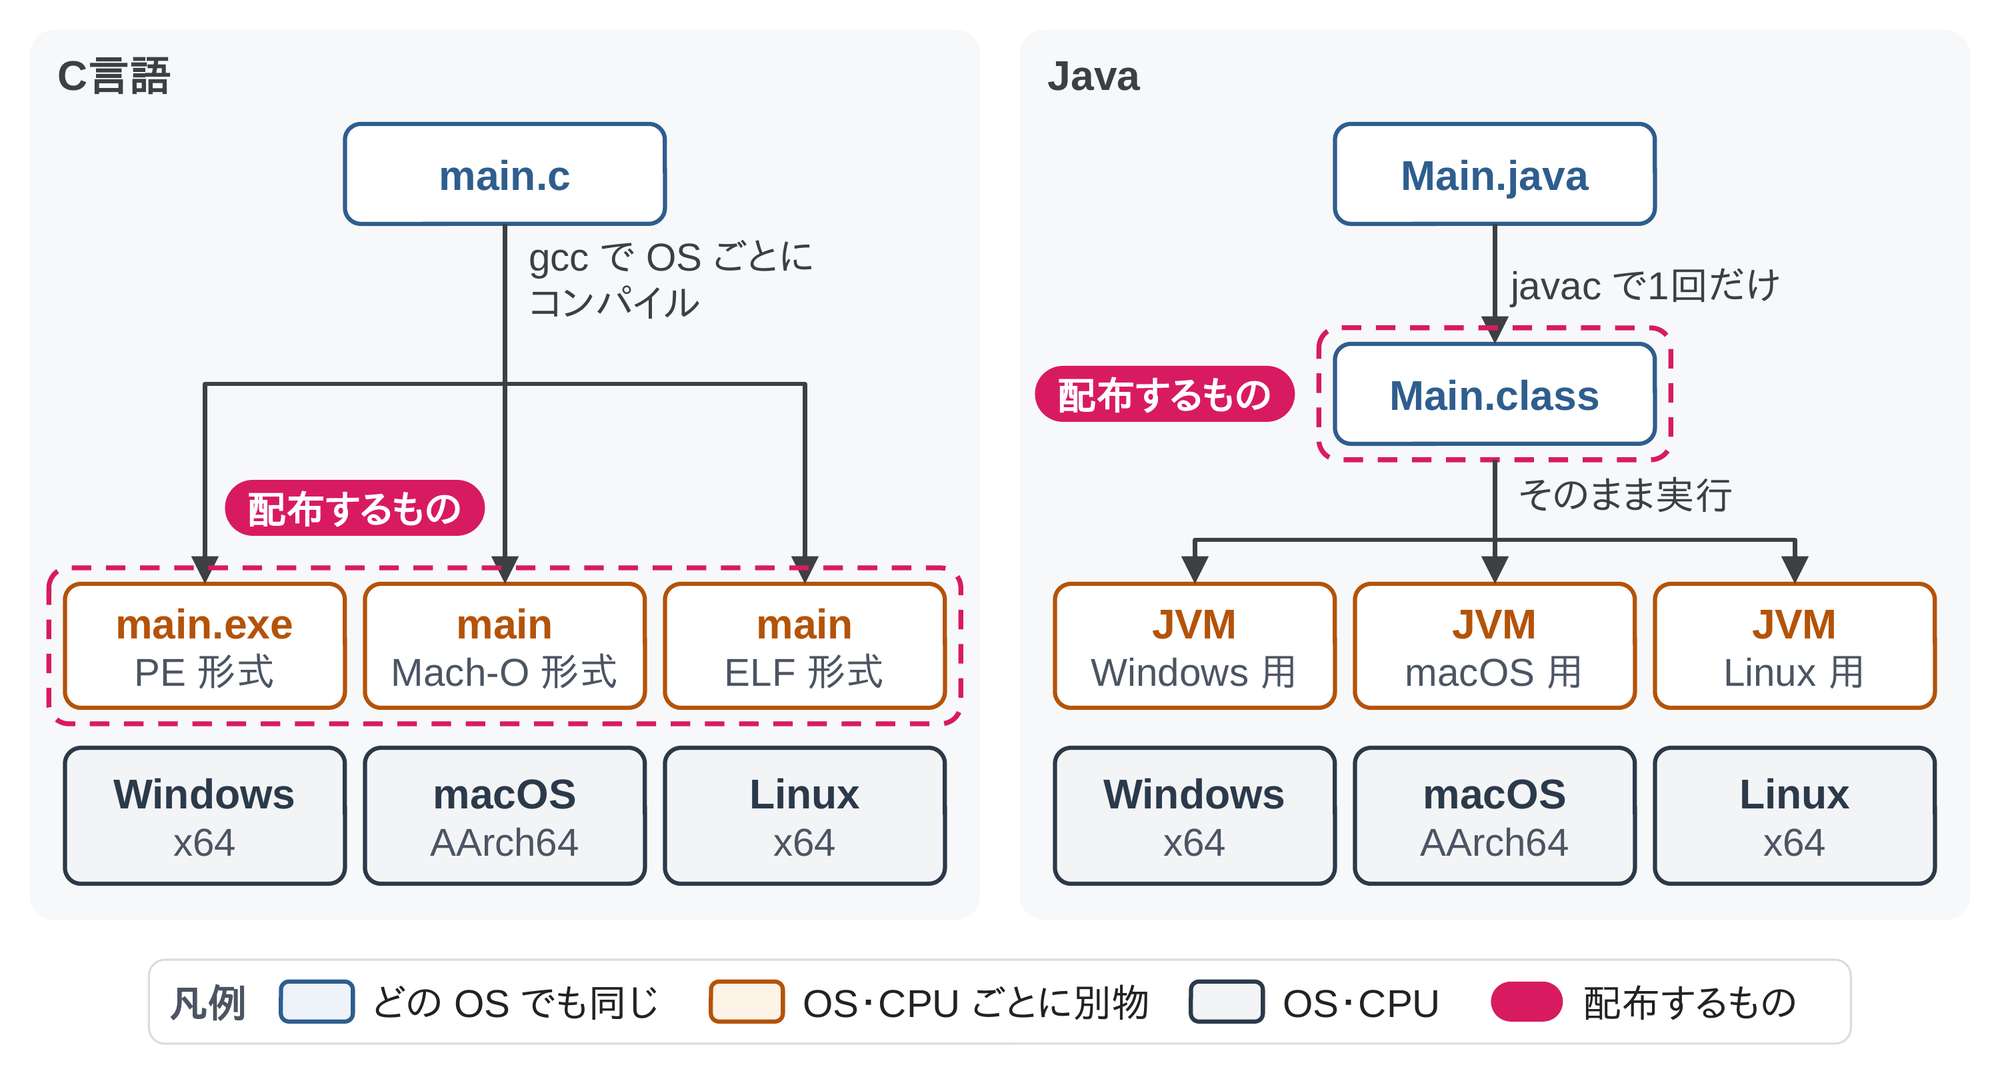 C言語
main.c
gcc で OS ごとに
コンパイル
配布するもの
main.exe
PE 形式
main
Mach-O 形式
main
ELF 形式
Windows
x64
macOS
AArch64
Linux
x64
Java
Main.java
javac で1回だけ
配布するもの
Main.class
そのまま実行
JVM
Windows 用
JVM
macOS 用
JVM
Linux 用
Windows
x64
macOS
AArch64
Linux
x64
凡例
どの OS でも同じ
OS・CPU ごとに別物
OS・CPU
配布するもの